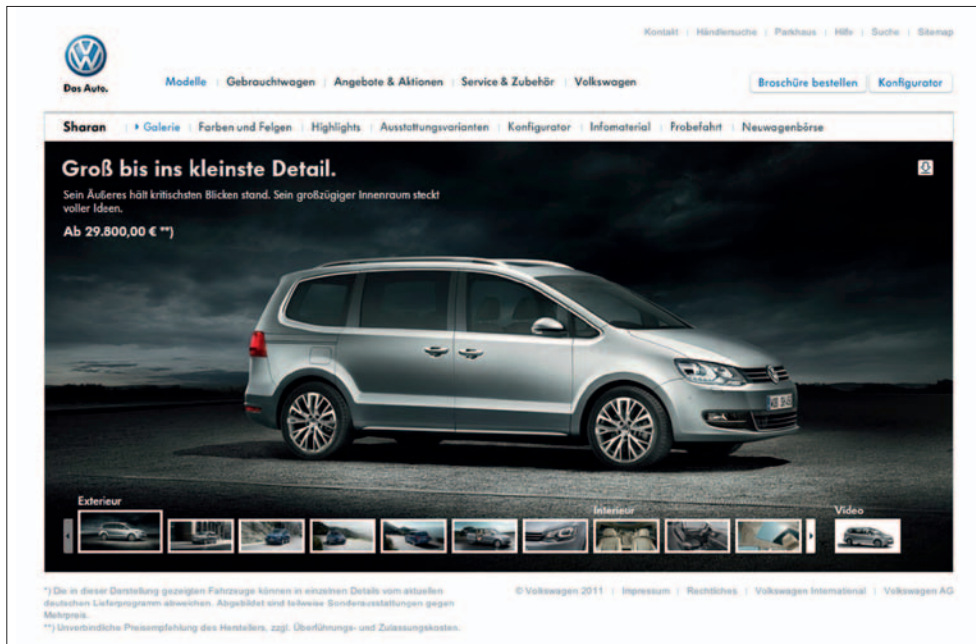 Kontakt | Händlersuche | Parkhaus | Hilfe | Suche | Sitemap
Das Auto.
Modelle | Gebrauchtwagen | Angebote & Aktionen | Service & Zubehör | Volkswagen
Broschüre bestellen
Konfigurator
Sharan | Galerie | Farben und Felgen | Highlights | Ausstattungsvarianten | Konfigurator | Infomaterial | Probefahrt | Neuwagenbörse
Groß bis ins kleinste Detail.
Sein Äußeres hält kritischsten Blicken stand. Sein großzügiger Innenraum steckt
voller Ideen.
Ab 29.800,00 € **)
Exterieur
Interieur
Video
*) Die in dieser Darstellung gezeigten Fahrzeuge können in einzelnen Details vom aktuellen
deutschen Lieferprogramm abweichen. Abgebildet sind teilweise Sonderausstattungen gegen
Mehrpreis.
**) Unverbindliche Preisempfehlung des Herstellers, zzgl. Überführungs- und Zulassungskosten.
© Volkswagen 2011 | Impressum | Rechtliches | Volkswagen International | Volkswagen AG